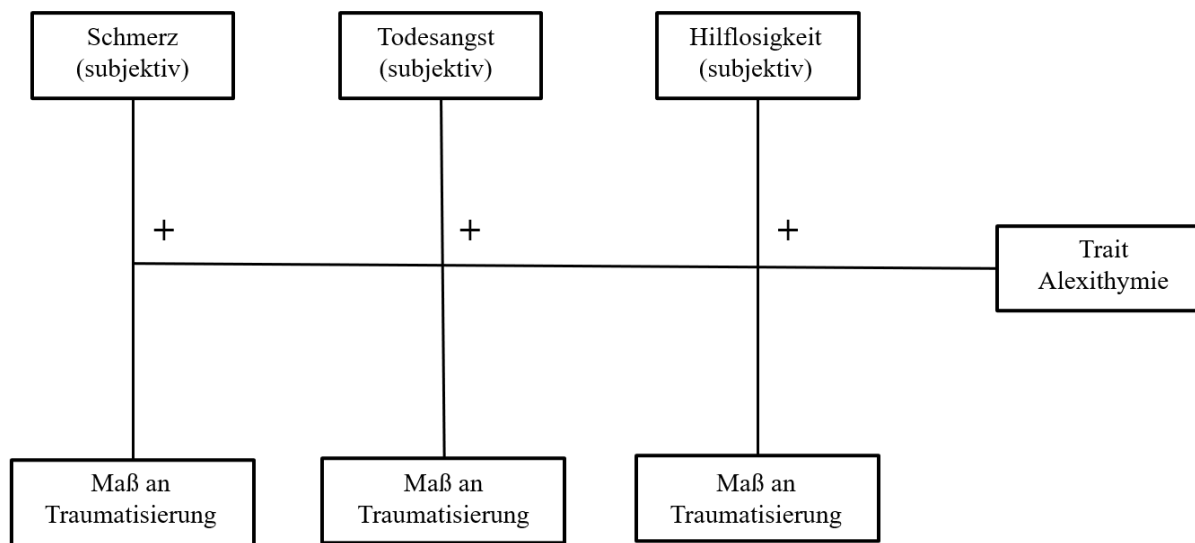 Schmerz
(subjektiv)
Todesangst
(subjektiv)
Hilflosigkeit
(subjektiv)
+
+
+
Trait
Alexithymie
Maß an
Traumatisierung
Maß an
Traumatisierung
Maß an
Traumatisierung